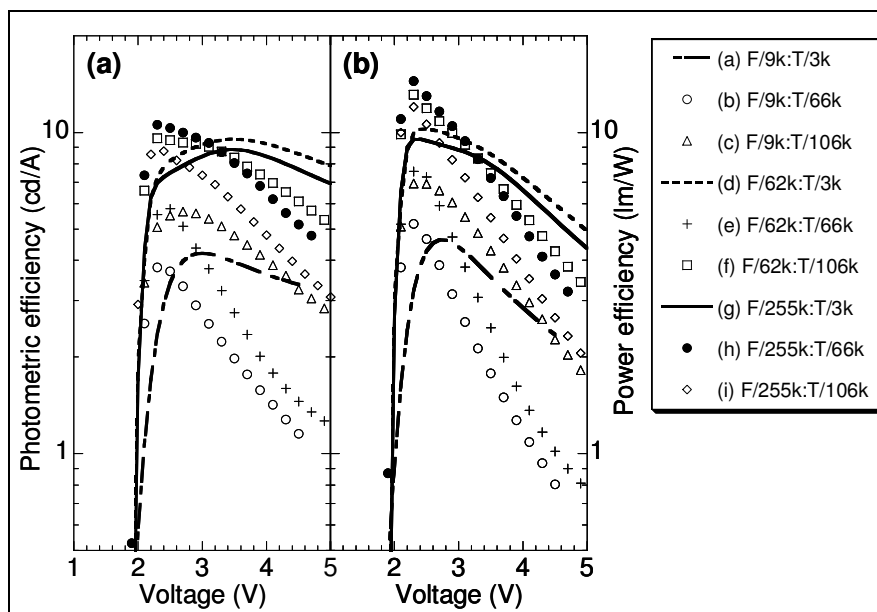 (a)
(b)
Photometric efficiency (cd/A)
10
1
1
2
3
4
5
Voltage (V)
2
3
4
5
Voltage (V)
10
1
Power efficiency (lm/W)
(a) F/9k:T/3k
(b) F/9k:T/66k
(c) F/9k:T/106k
(d) F/62k:T/3k
(e) F/62k:T/66k
(f) F/62k:T/106k
(g) F/255k:T/3k
(h) F/255k:T/66k
(i) F/255k:T/106k